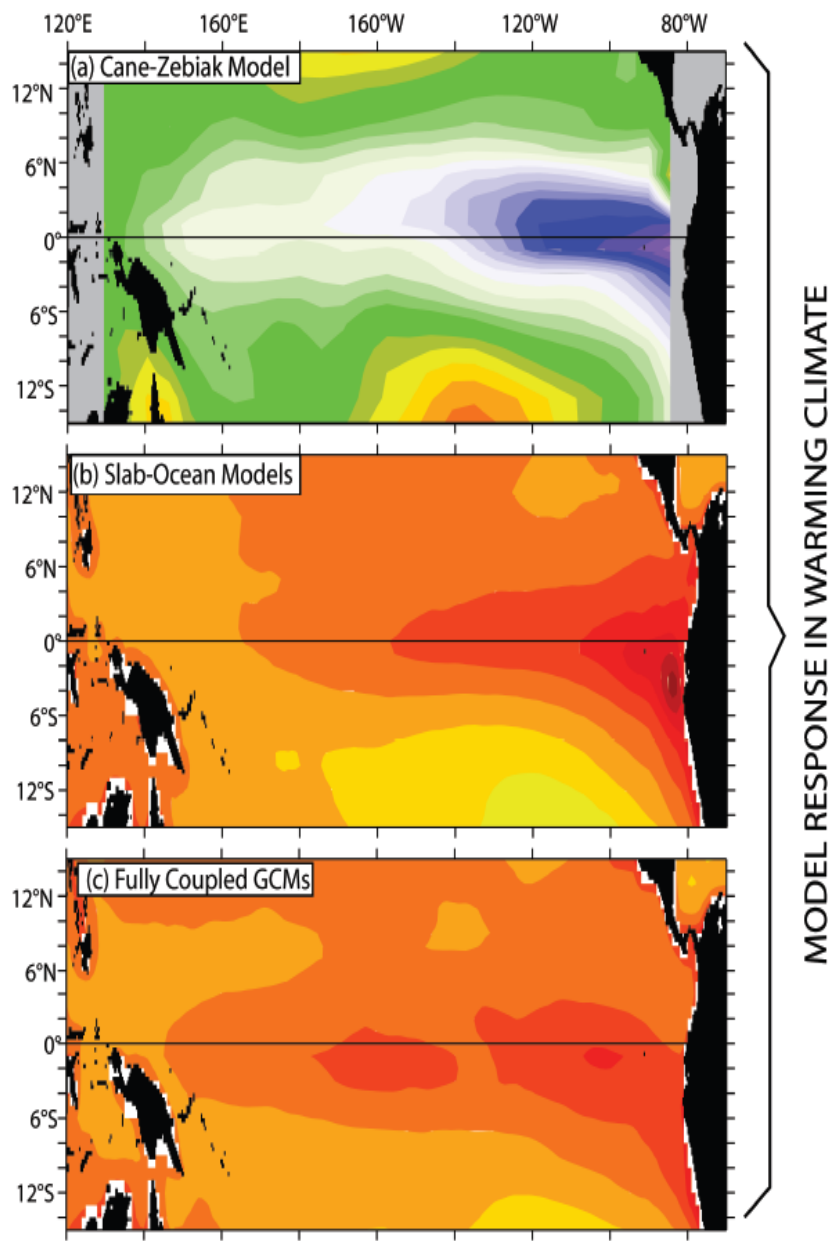 120°E 160°E 160°W 120°W 80°W
(a) Cane-Zebiak Model
12°N
6°N
0°
6°S
12°S
(b) Slab-Ocean Models
12°N
6°N
0°
6°S
12°S
(c) Fully Coupled GCMs
12°N
6°N
0°
6°S
12°S
MODEL RESPONSE IN WARMING CLIMATE